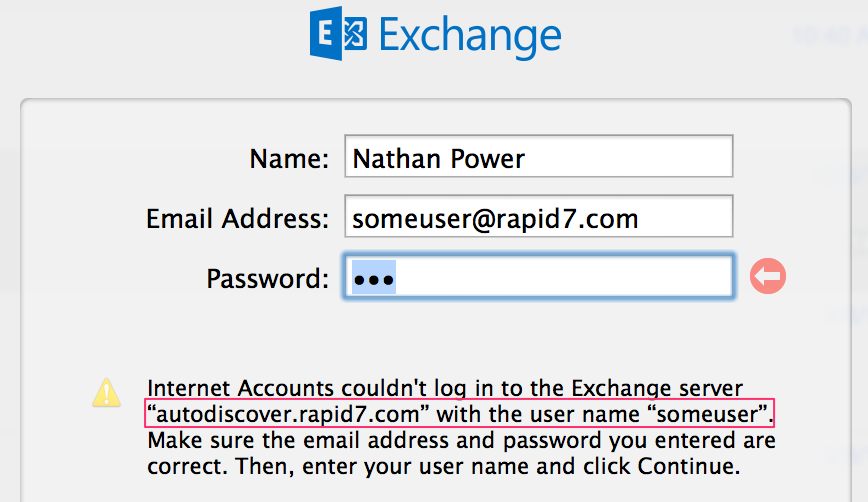 E Exchange
Name: Nathan Power
Email Address: someuser@rapid7.com
Password: •••
Internet Accounts couldn't log in to the Exchange server
“autodiscover.rapid7.com” with the user name “someuser”.
Make sure the email address and password you entered are
correct. Then, enter your user name and click Continue.